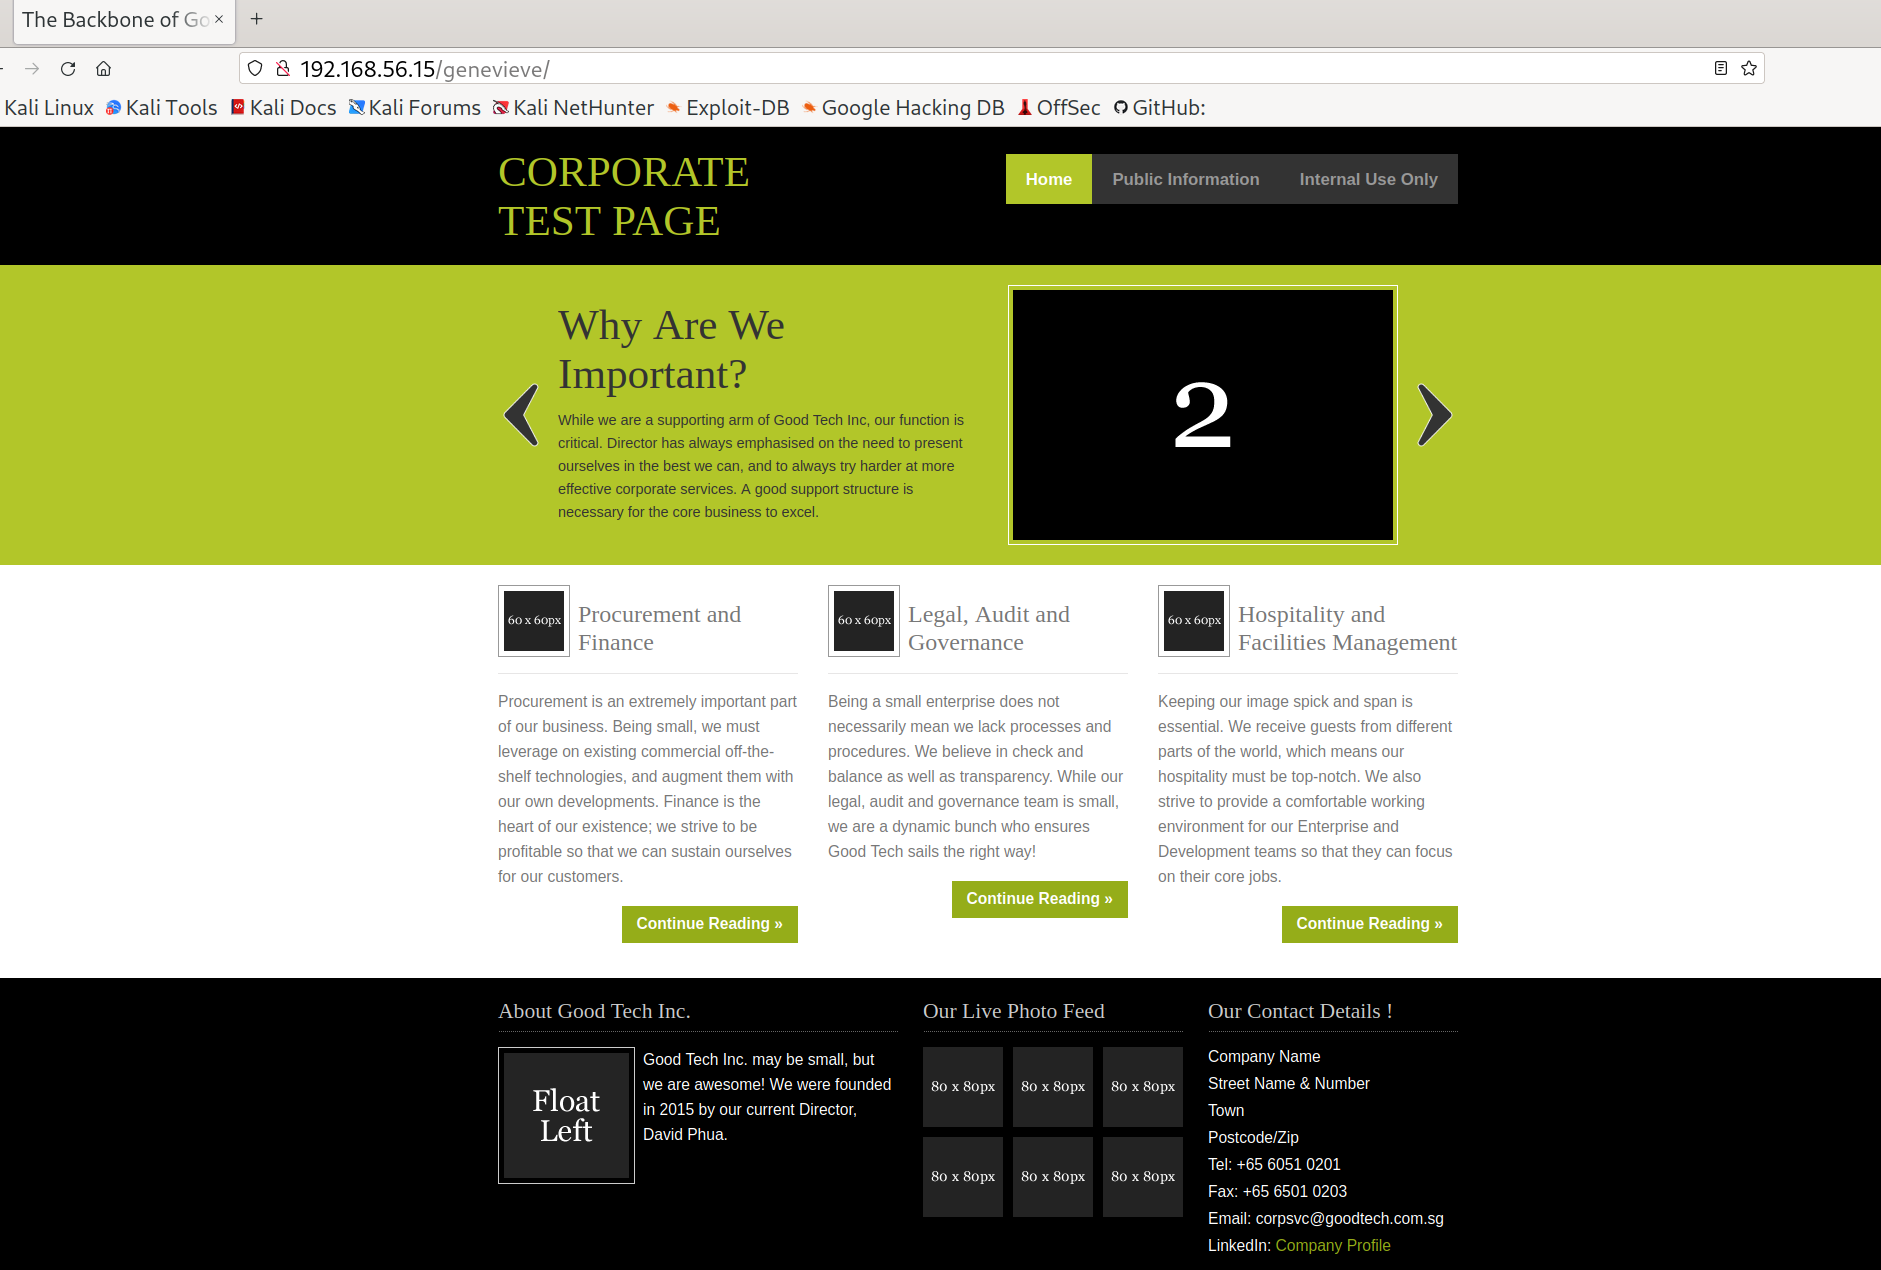 The Backbone of Go
192.168.56.15/genevieve/
Kali Linux Kali Tools Kali Docs Kali Forums Kali NetHunter Exploit-DB Google Hacking DB OffSec GitHub:
CORPORATE
TEST PAGE
Home Public Information Internal Use Only
Why Are We
Important?
While we are a supporting arm of Good Tech Inc, our function is
critical. Director has always emphasised on the need to present
ourselves in the best we can, and to always try harder at more
effective corporate services. A good support structure is
necessary for the core business to excel.
2
60 x 60px
Procurement and
Finance
Procurement is an extremely important part
of our business. Being small, we must
leverage on existing commercial off-the-
shelf technologies, and augment them with
our own developments. Finance is the
heart of our existence; we strive to be
profitable so that we can sustain ourselves
for our customers.
Continue Reading »
60 x 60px
Legal, Audit and
Governance
Being a small enterprise does not
necessarily mean we lack processes and
procedures. We believe in check and
balance as well as transparency. While our
legal, audit and governance team is small,
we are a dynamic bunch who ensures
Good Tech sails the right way!
Continue Reading »
60 x 60px
Hospitality and
Facilities Management
Keeping our image spick and span is
essential. We receive guests from different
parts of the world, which means our
hospitality must be top-notch. We also
strive to provide a comfortable working
environment for our Enterprise and
Development teams so that they can focus
on their core jobs.
Continue Reading »
About Good Tech Inc.
Float
Left
Good Tech Inc. may be small, but
we are awesome! We were founded
in 2015 by our current Director,
David Phua.
Our Live Photo Feed
80 x 80px 80 x 80px 80 x 80px
80 x 80px 80 x 80px 80 x 80px
Our Contact Details !
Company Name
Street Name & Number
Town
Postcode/Zip
Tel: +65 6051 0201
Fax: +65 6501 0203
Email: corpsvc@goodtech.com.sg
LinkedIn: Company Profile